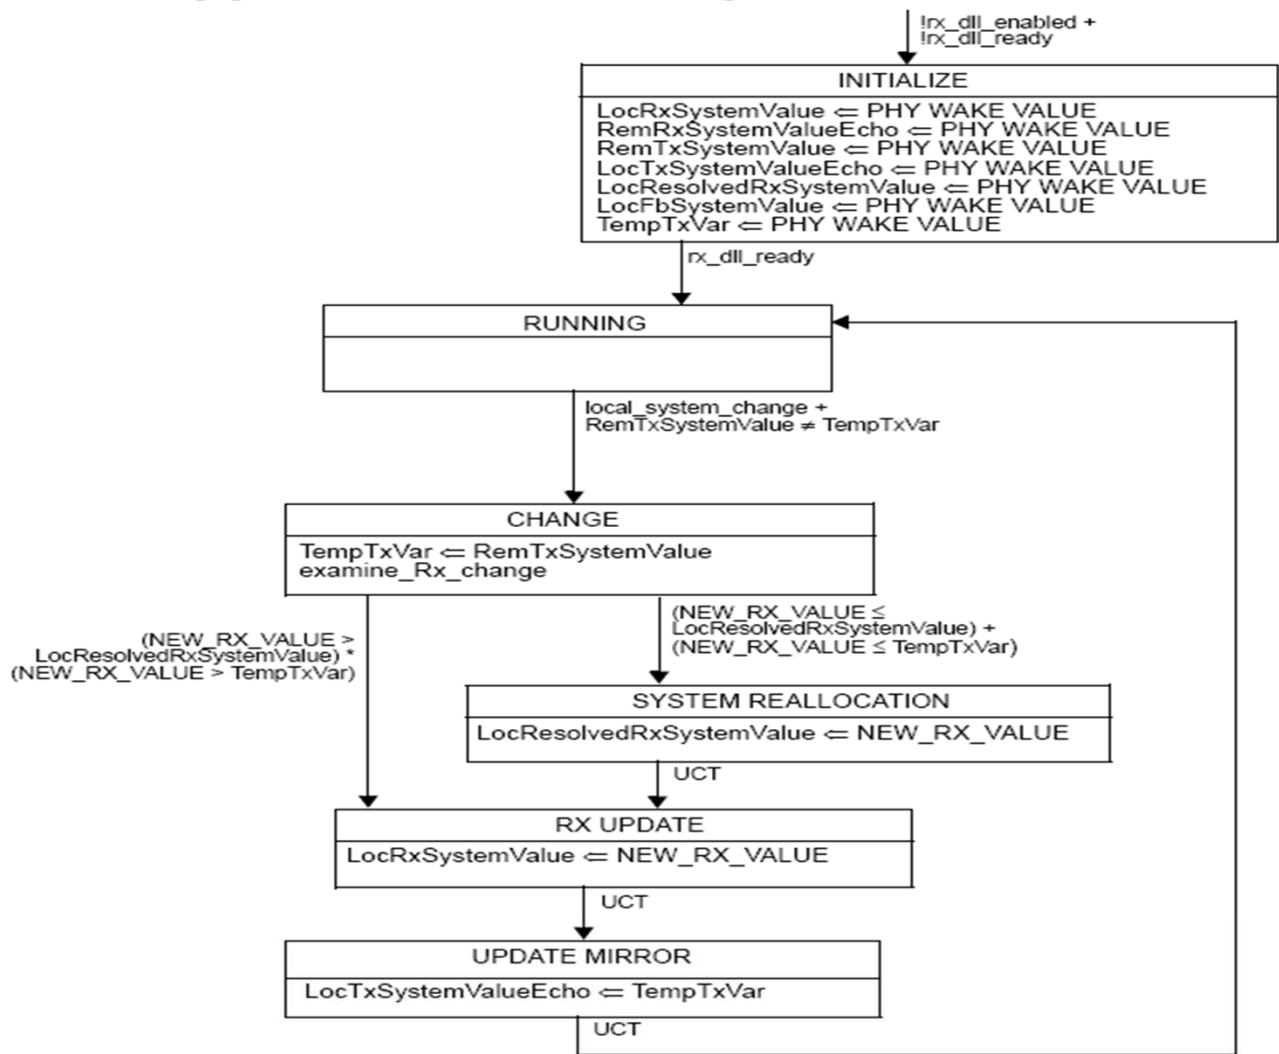 !rx_dll_enabled +
!rx_dll_ready
INITIALIZE
LocRxSystemValue ⇐ PHY WAKE VALUE
RemRxSystemValueEcho ⇐ PHY WAKE VALUE
RemTxSystemValue ⇐ PHY WAKE VALUE
LocTxSystemValueEcho ⇐ PHY WAKE VALUE
LocResolvedRxSystemValue ⇐ PHY WAKE VALUE
LocFbSystemValue ⇐ PHY WAKE VALUE
TempTxVar ⇐ PHY WAKE VALUE
rx_dll_ready
RUNNING
local_system_change +
RemTxSystemValue ≠ TempTxVar
CHANGE
TempTxVar ⇐ RemTxSystemValue
examine_Rx_change
(NEW_RX_VALUE >
LocResolvedRxSystemValue) *
(NEW_RX_VALUE > TempTxVar)
(NEW_RX_VALUE ≤
LocResolvedRxSystemValue) +
(NEW_RX_VALUE ≤ TempTxVar)
SYSTEM REALLOCATION
LocResolvedRxSystemValue ⇐ NEW_RX_VALUE
UCT
RX UPDATE
LocRxSystemValue ⇐ NEW_RX_VALUE
UCT
UPDATE MIRROR
LocTxSystemValueEcho ⇐ TempTxVar
UCT